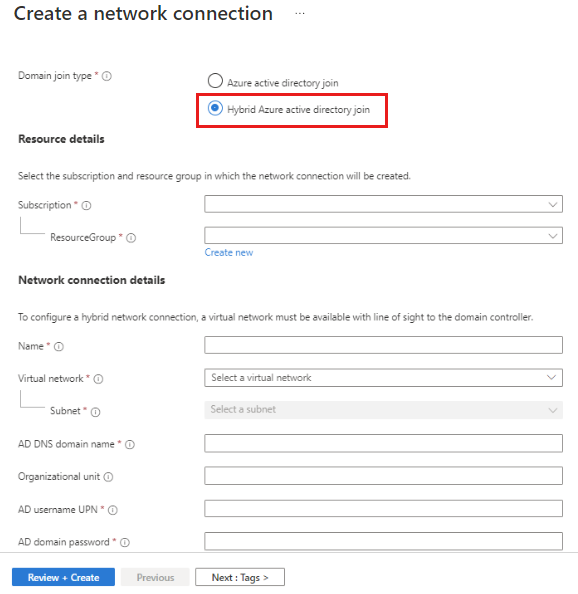 Create a network connection ...
Domain join type *
Azure active directory join
Hybrid Azure active directory join
Resource details
Select the subscription and resource group in which the network connection will be created.
Subscription *
ResourceGroup *
Create new
Network connection details
To configure a hybrid network connection, a virtual network must be available with line of sight to the domain controller.
Name *
Virtual network * Select a virtual network
Subnet * Select a subnet
AD DNS domain name *
Organizational unit
AD username UPN *
AD domain password *
Review + Create Previous Next : Tags >